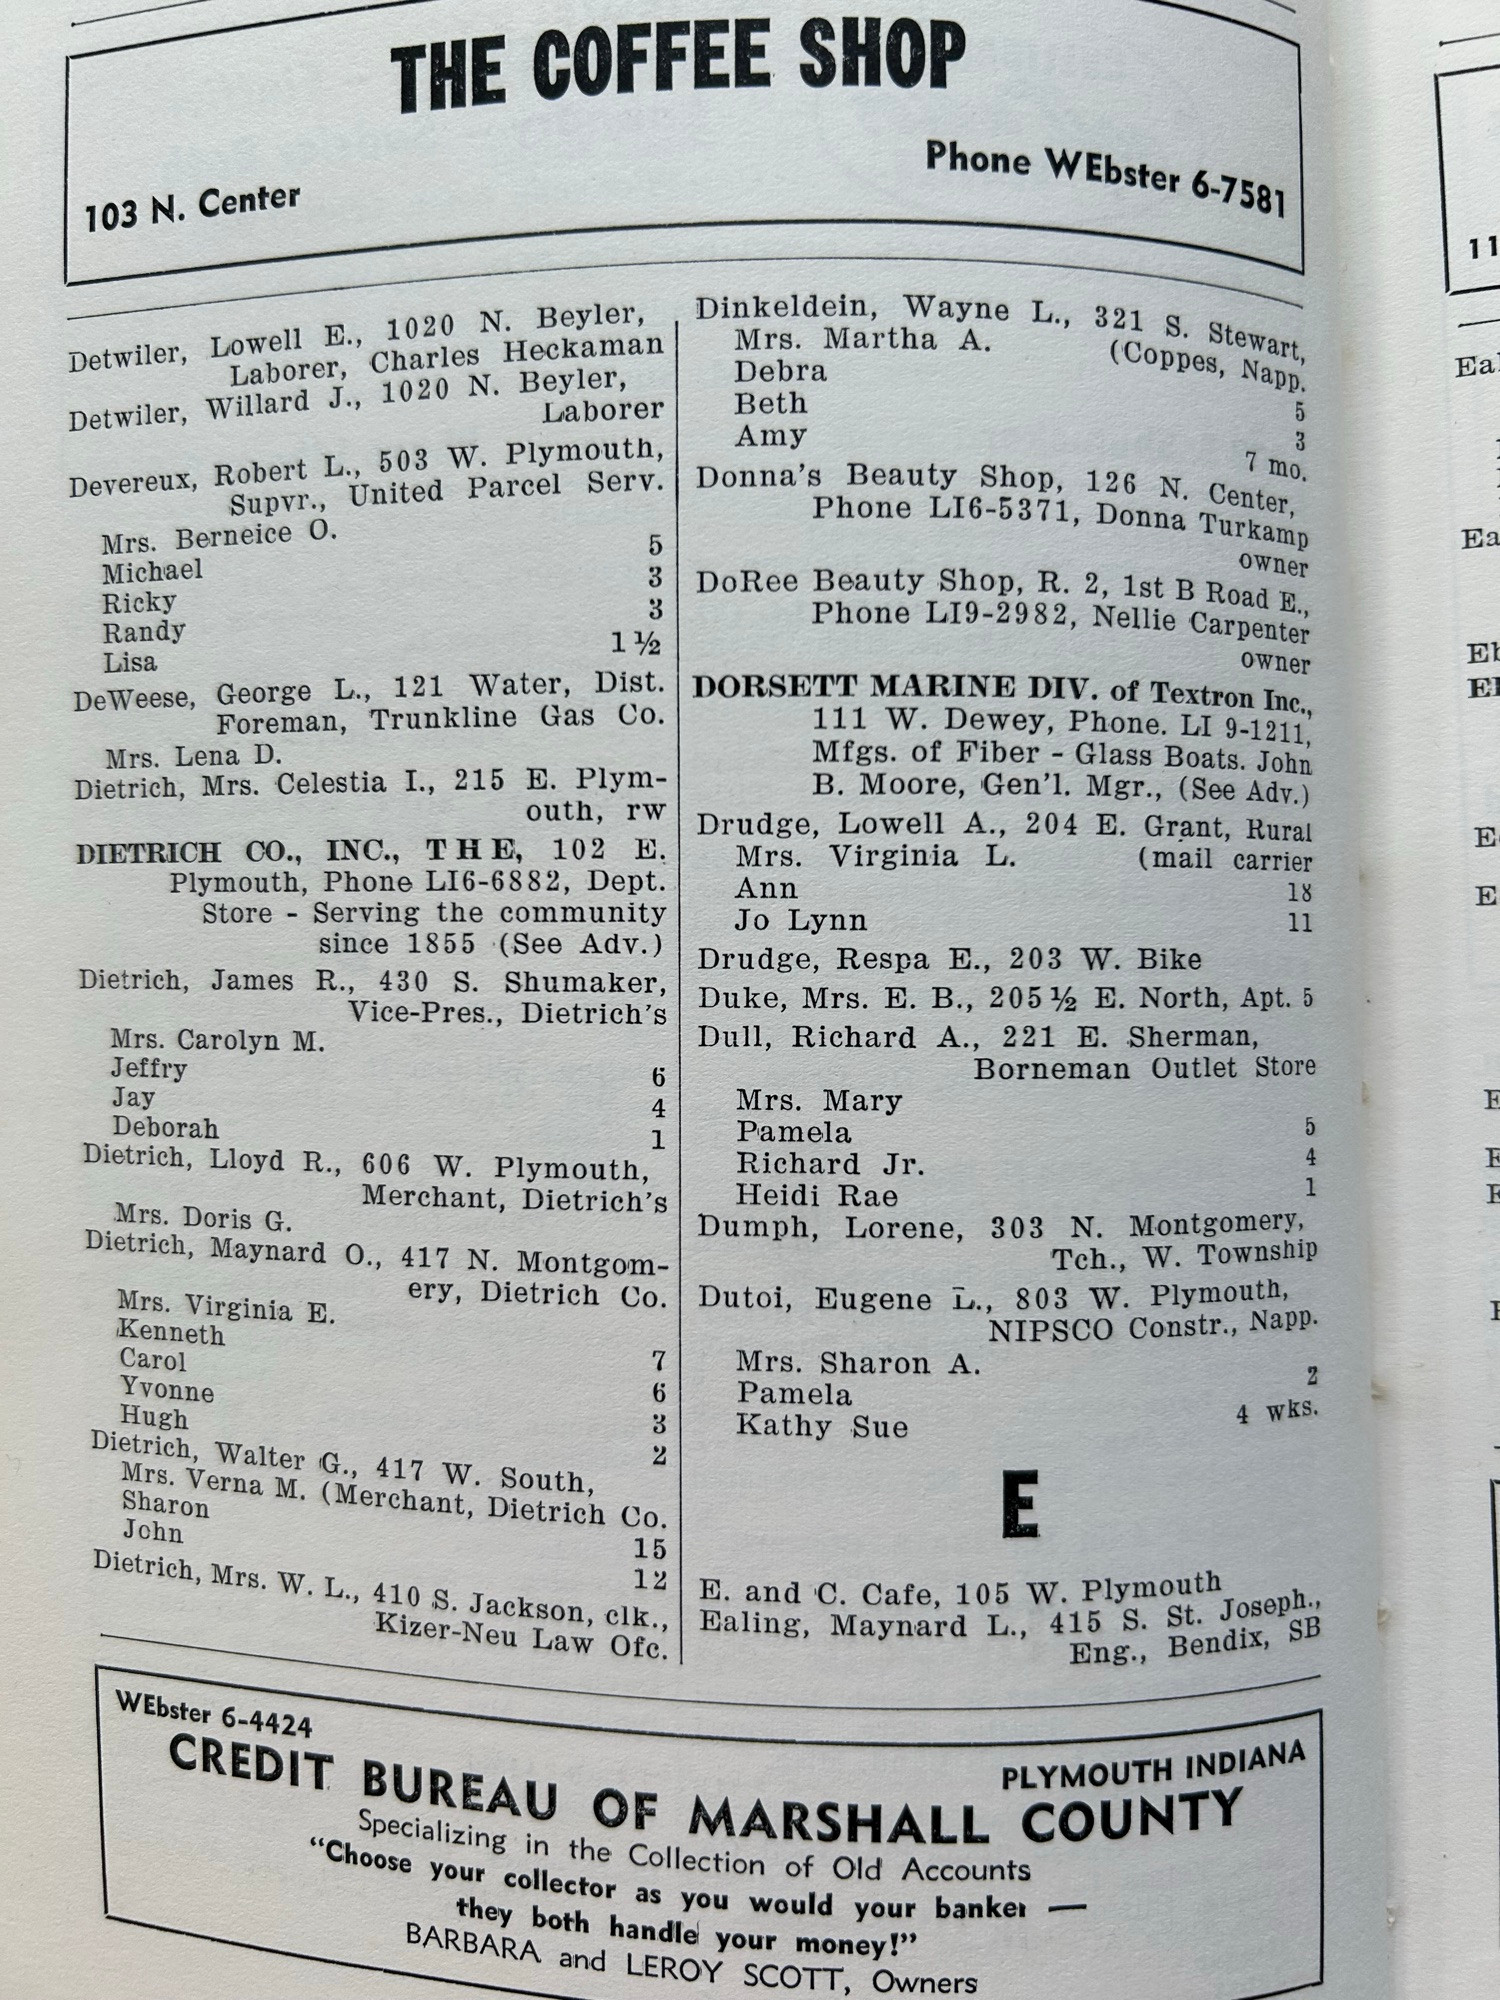 THE COFFEE SHOP
103 N. Center
Phone WEbster 6-7581
Detwiler, Lowell E., 1020 N. Beyler,
Laborer, Charles Heckaman
Detwiler, Willard J., 1020 N. Beyler,
Laborer
Devereux, Robert L., 503 W. Plymouth,
Supvr., United Parcel Serv.
Mrs. Berneice O.
Michael 5
Ricky 3
Randy 3
Lisa 1½
DeWeese, George L., 121 Water, Dist.
Foreman, Trunkline Gas Co.
Mrs. Lena D.
Dietrich, Mrs. Celestia I., 215 E. Plym-
outh, rw
DIETRICH CO., INC., THE, 102 E.
Plymouth, Phone LI6-6882, Dept.
Store - Serving the community
since 1855 (See Adv.)
Dietrich, James R., 430 S. Shumaker,
Vice-Pres., Dietrich's
Mrs. Carolyn M.
Jeffry 6
Jay 4
Deborah 1
Dietrich, Lloyd R., 606 W. Plymouth,
Merchant, Dietrich's
Mrs. Doris G.
Dietrich, Maynard O., 417 N. Montgom-
ery, Dietrich Co.
Mrs. Virginia E.
Kenneth 7
Carol 6
Yvonne 3
Hugh 2
Dietrich, Walter G., 417 W. South,
Mrs. Verna M. (Merchant, Dietrich Co.
Sharon 15
John 12
Dietrich, Mrs. W. L., 410 S. Jackson, clk.,
Kizer-Neu Law Ofc.
Dinkeldein, Wayne L., 321 S. Stewart,
Mrs. Martha A. (Coppes, Napp.
Debra 5
Beth 3
Amy 7 mo.
Donna's Beauty Shop, 126 N. Center,
Phone LI6-5371, Donna Turkamp
owner
DoRee Beauty Shop, R. 2, 1st B Road E.,
Phone LI9-2982, Nellie Carpenter
owner
DORSETT MARINE DIV. of Textron Inc.,
111 W. Dewey, Phone. LI 9-1211,
Mfgs. of Fiber - Glass Boats. John
B. Moore, Gen'l. Mgr., (See Adv.)
Drudge, Lowell A., 204 E. Grant, Rural
Mrs. Virginia L. (mail carrier
Ann 18
Jo Lynn 11
Drudge, Respa E., 203 W. Bike
Duke, Mrs. E. B., 205½ E. North, Apt. 5
Dull, Richard A., 221 E. Sherman,
Borneman Outlet Store
Mrs. Mary
Pamela 5
Richard Jr. 4
Heidi Rae 1
Dumph, Lorene, 303 N. Montgomery,
Tch., W. Township
Dutoi, Eugene L., 803 W. Plymouth,
NIPSCO Constr., Napp.
Mrs. Sharon A.
Pamela 2
Kathy Sue 4 wks.
E
E. and C. Cafe, 105 W. Plymouth
Ealing, Maynard L., 415 S. St. Joseph.,
Eng., Bendix, SB
WEbster 6-4424
PLYMOUTH INDIANA
CREDIT BUREAU OF MARSHALL COUNTY
Specializing in the Collection of Old Accounts
"Choose your collector as you would your banker —
they both handle your money!"
BARBARA and LEROY SCOTT, Owners